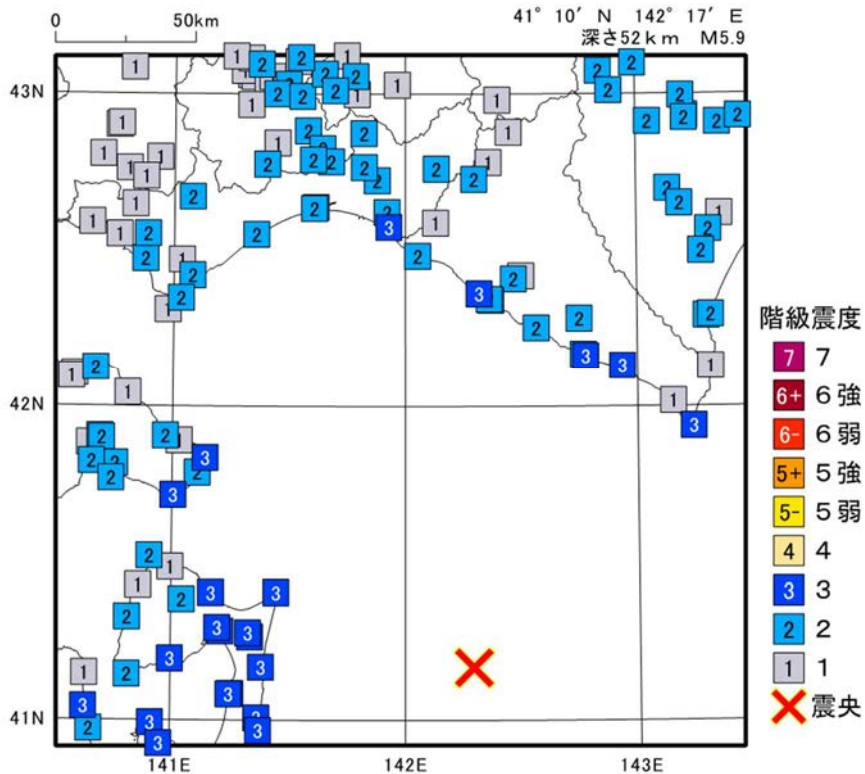 0 50km
41° 10′ N 142° 17′ E
深さ52ｋｍ M5.9
43N
42N
41N
141E 142E 143E
階級震度
7 ７
6+ ６強
6- ６弱
5+ ５強
5- ５弱
4 ４
3 ３
2 ２
1 １
震央